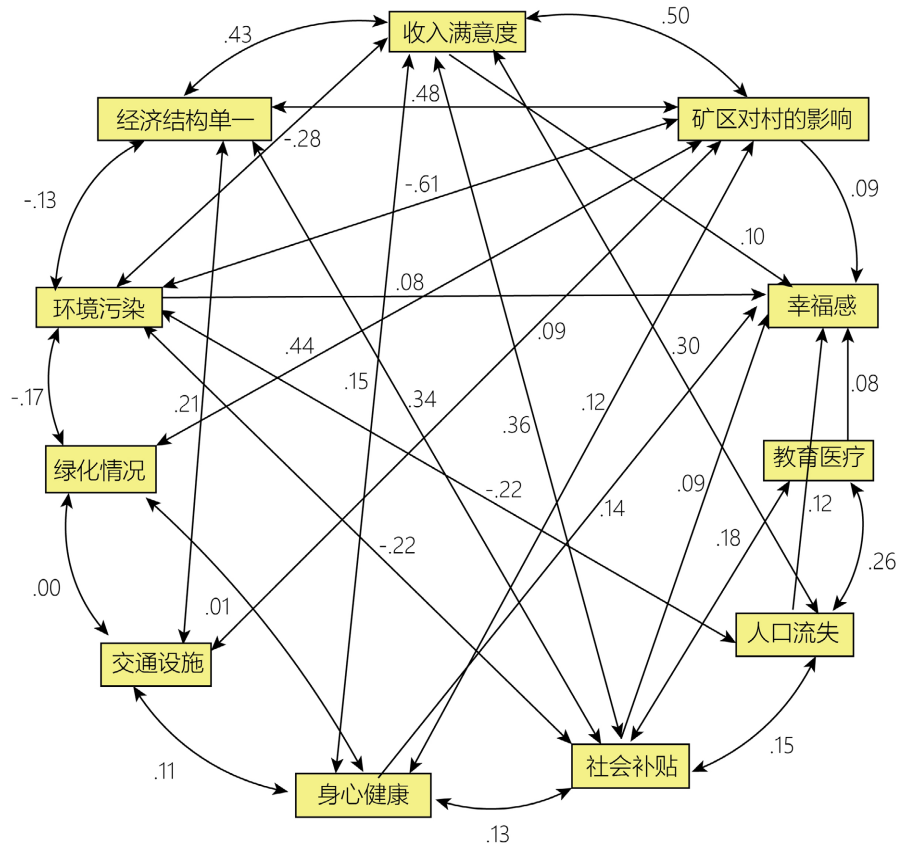 .50
.43
收入满意度
.48
经济结构单一
矿区对村的影响
-.28
-.61
.09
-.13
.10
.08
环境污染
幸福感
.09
.44
.30
.15
.08
-.17
.34
.21
.12
.36
教育医疗
绿化情况
.09
-.22
.14
.12
.18
-.22
.26
.00
.01
人口流失
交通设施
.15
社会补贴
.11
身心健康
.13